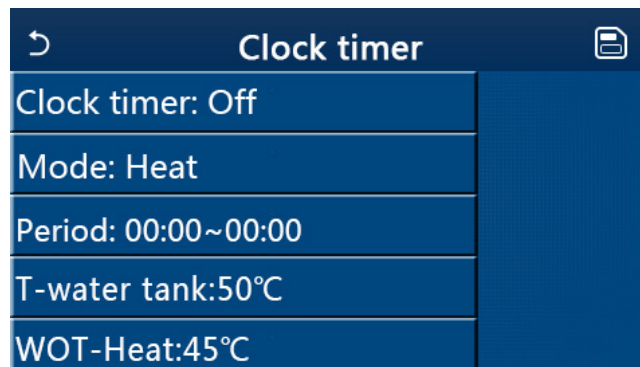 Clock timer
Clock timer: Off
Mode: Heat
Period: 00:00~00:00
T-water tank:50℃
WOT-Heat:45℃